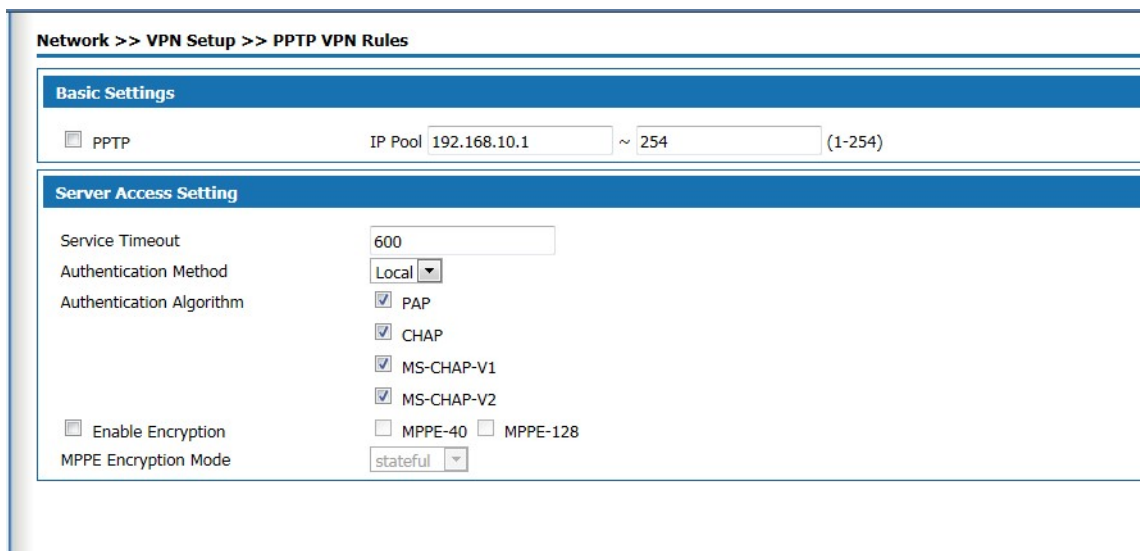 Network >> VPN Setup >> PPTP VPN Rules
Basic Settings
PPTP IP Pool 192.168.10.1 ~ 254 (1-254)
Server Access Setting
Service Timeout 600
Authentication Method Local
Authentication Algorithm PAP
CHAP
MS-CHAP-V1
MS-CHAP-V2
Enable Encryption MPPE-40 MPPE-128
MPPE Encryption Mode stateful